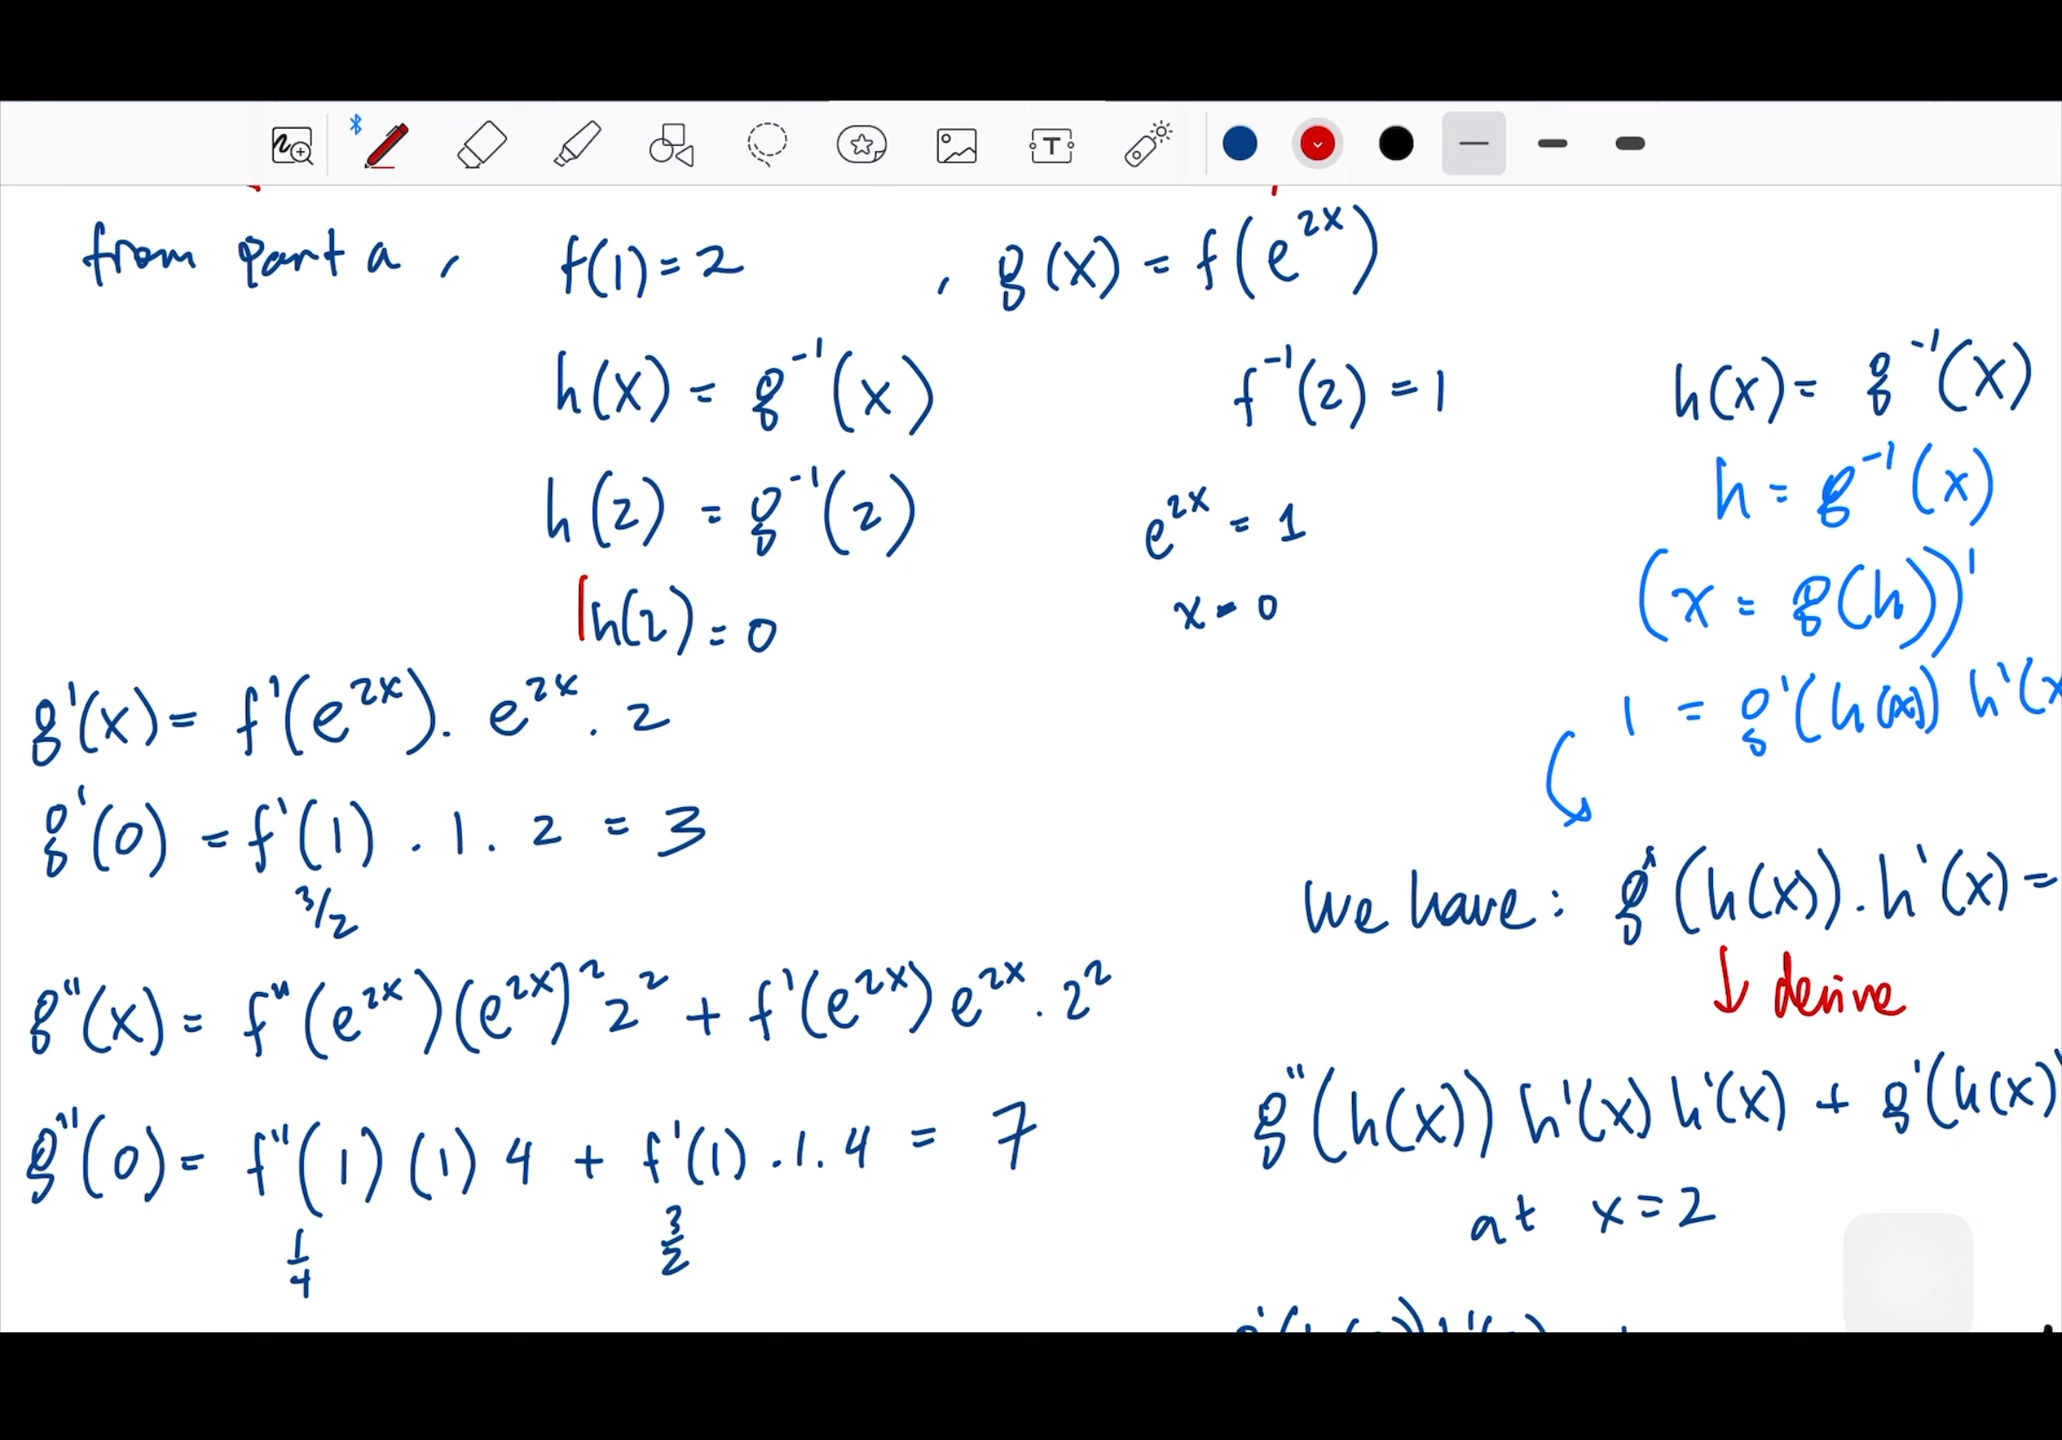 from part a, f(1)=2 , g(x) = f(e^{2x})
h(x) = g^{-1}(x)
f^{-1}(2) = 1
h(2) = g^{-1}(2)
e^{2x} = 1
h(2) = 0
x = 0
g'(x) = f'(e^{2x}). e^{2x} . 2
g'(0) = f'(1) . 1 . 2 = 3
3/2
g''(x) = f''(e^{2x})(e^{2x})^2 2^2 + f'(e^{2x}) e^{2x} . 2^2
g''(0) = f''(1)(1) 4 + f'(1) .1. 4 = 7
1/4
3/2
h(x) = g^{-1}(x)
h = g^{-1}(x)
(x = g(h))'
1 = g'(h(x)) h'(x
We have: g'(h(x)).h'(x) =
↓ derive
g''(h(x)) h'(x) h'(x) + g'(h(x)
at x = 2
T